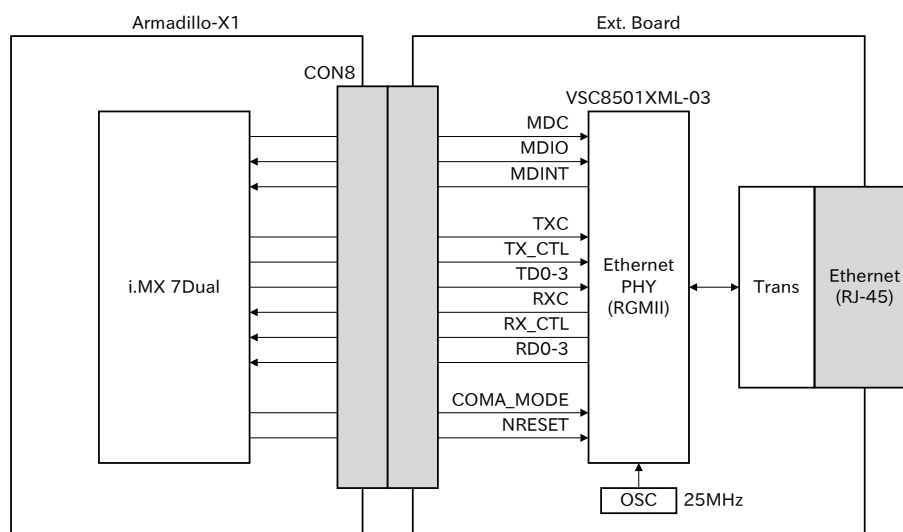 Armadillo-X1
Ext. Board
CON8
VSC8501XML-03
MDC
MDIO
MDINT
TXC
TX_CTL
TD0-3
RXC
RX_CTL
RD0-3
COMA_MODE
NRESET
i.MX 7Dual
Ethernet
PHY
(RGMII)
Trans
Ethernet
(RJ-45)
OSC
25MHz